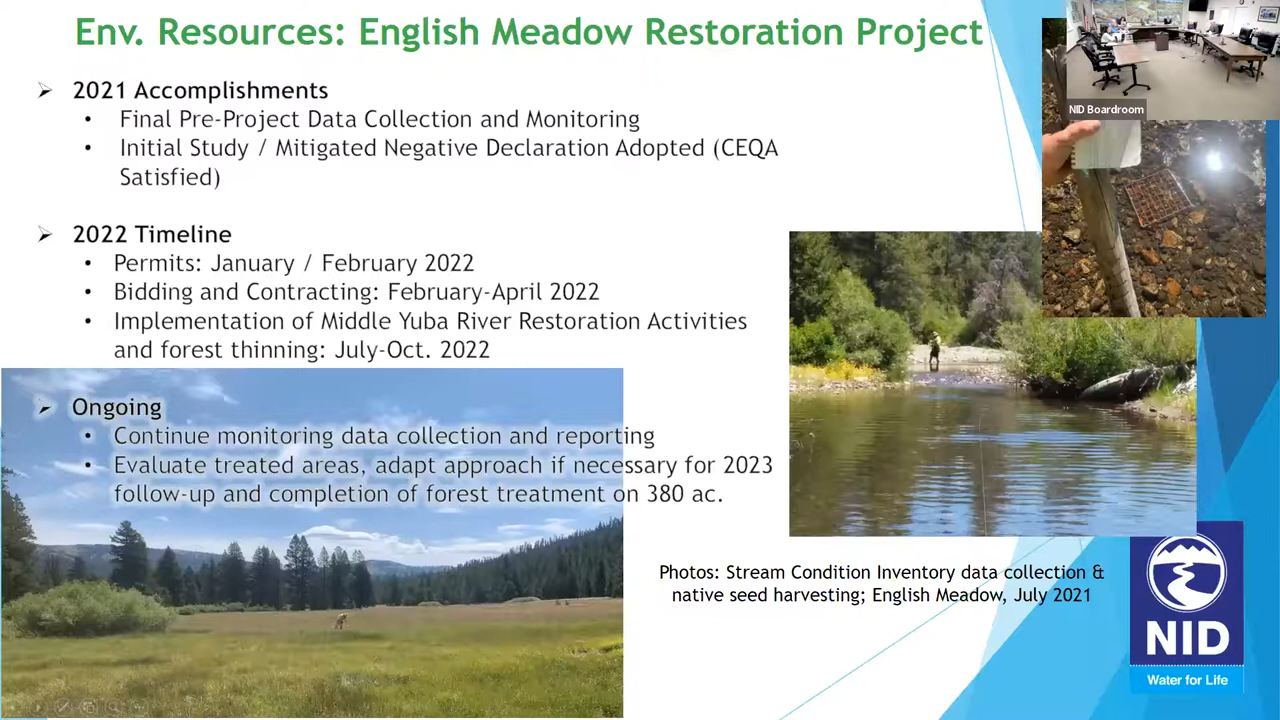 Env. Resources: English Meadow Restoration Project
NID Boardroom
➢ 2021 Accomplishments
• Final Pre-Project Data Collection and Monitoring
• Initial Study / Mitigated Negative Declaration Adopted (CEQA
Satisfied)
➢ 2022 Timeline
• Permits: January / February 2022
• Bidding and Contracting: February-April 2022
• Implementation of Middle Yuba River Restoration Activities
and forest thinning: July-Oct. 2022
➢ Ongoing
• Continue monitoring data collection and reporting
• Evaluate treated areas, adapt approach if necessary for 2023
follow-up and completion of forest treatment on 380 ac.
Photos: Stream Condition Inventory data collection &
native seed harvesting; English Meadow, July 2021
NID
Water for Life